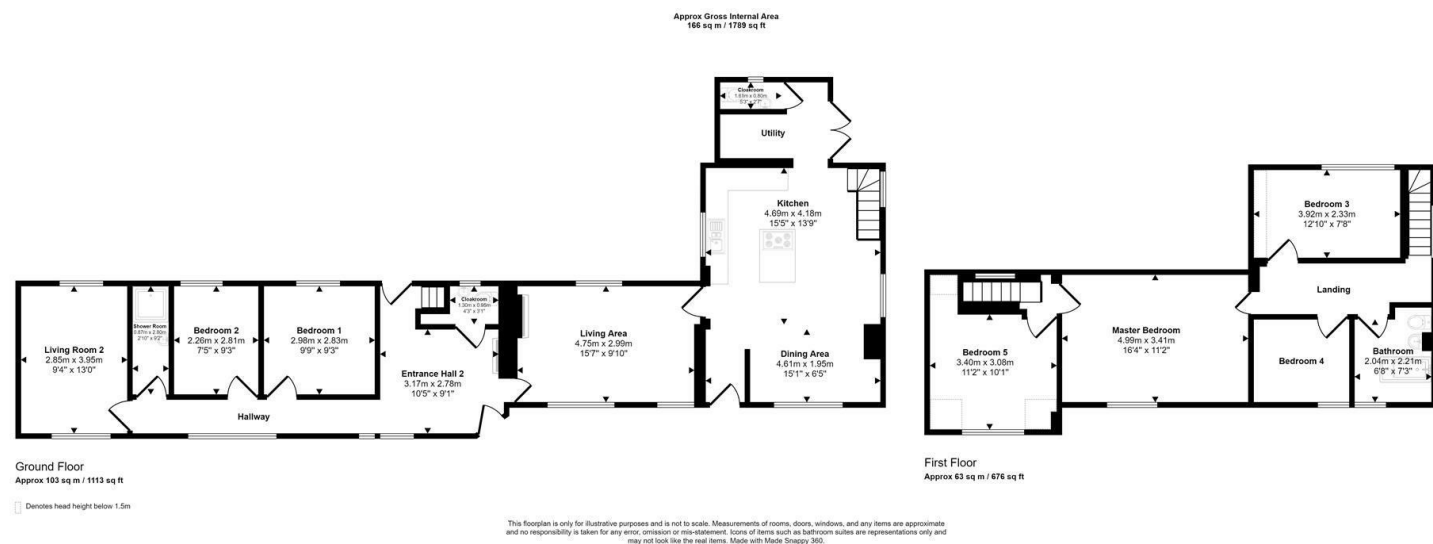 Approx Gross Internal Area
166 sq m / 1789 sq ft
Cloakroom
Utility
Kitchen
4.69m x 4.18m
15'5" x 13'9"
Living Room 2
2.85m x 3.95m
9'4" x 13'0"
Shower Room
0.87m x 2.80m
2'10" x 9'2"
Bedroom 2
2.26m x 2.81m
7'5" x 9'3"
Bedroom 1
2.98m x 2.83m
9'9" x 9'3"
Cloakroom
1.30m x 0.95m
4'3" x 3'1"
Entrance Hall 2
3.17m x 2.78m
10'5" x 9'1"
Living Area
4.75m x 2.99m
15'7" x 9'10"
Dining Area
4.61m x 1.95m
15'1" x 6'5"
Hallway
Bedroom 3
3.92m x 2.33m
12'10" x 7'8"
Landing
Bedroom 5
3.40m x 3.08m
11'2" x 10'1"
Master Bedroom
4.99m x 3.41m
16'4" x 11'2"
Bedroom 4
Bathroom
2.04m x 2.21m
6'8" x 7'3"
Ground Floor
Approx 103 sq m / 1113 sq ft
Denotes head height below 1.5m
First Floor
Approx 63 sq m / 676 sq ft
This floorplan is only for illustrative purposes and is not to scale. Measurements of rooms, doors, windows, and any items are approximate
and no responsibility is taken for any error, omission or mis-statement. Icons of items such as bathroom suites are representations only and
may not look like the real items. Made with Made Snappy 360.